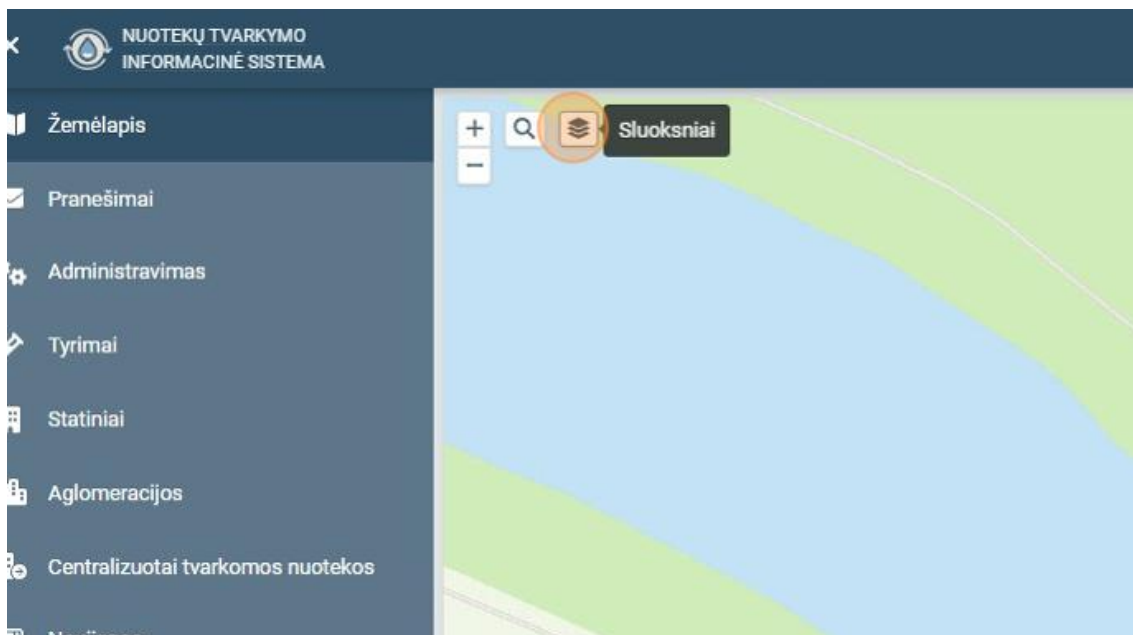 NUOTEKŲ TVARKYMO
INFORMACINĖ SISTEMA
Žemėlapis
+
−
Sluoksniai
Pranešimai
Administravimas
Tyrimai
Statiniai
Aglomeracijos
Centralizuotai tvarkomos nuotekos